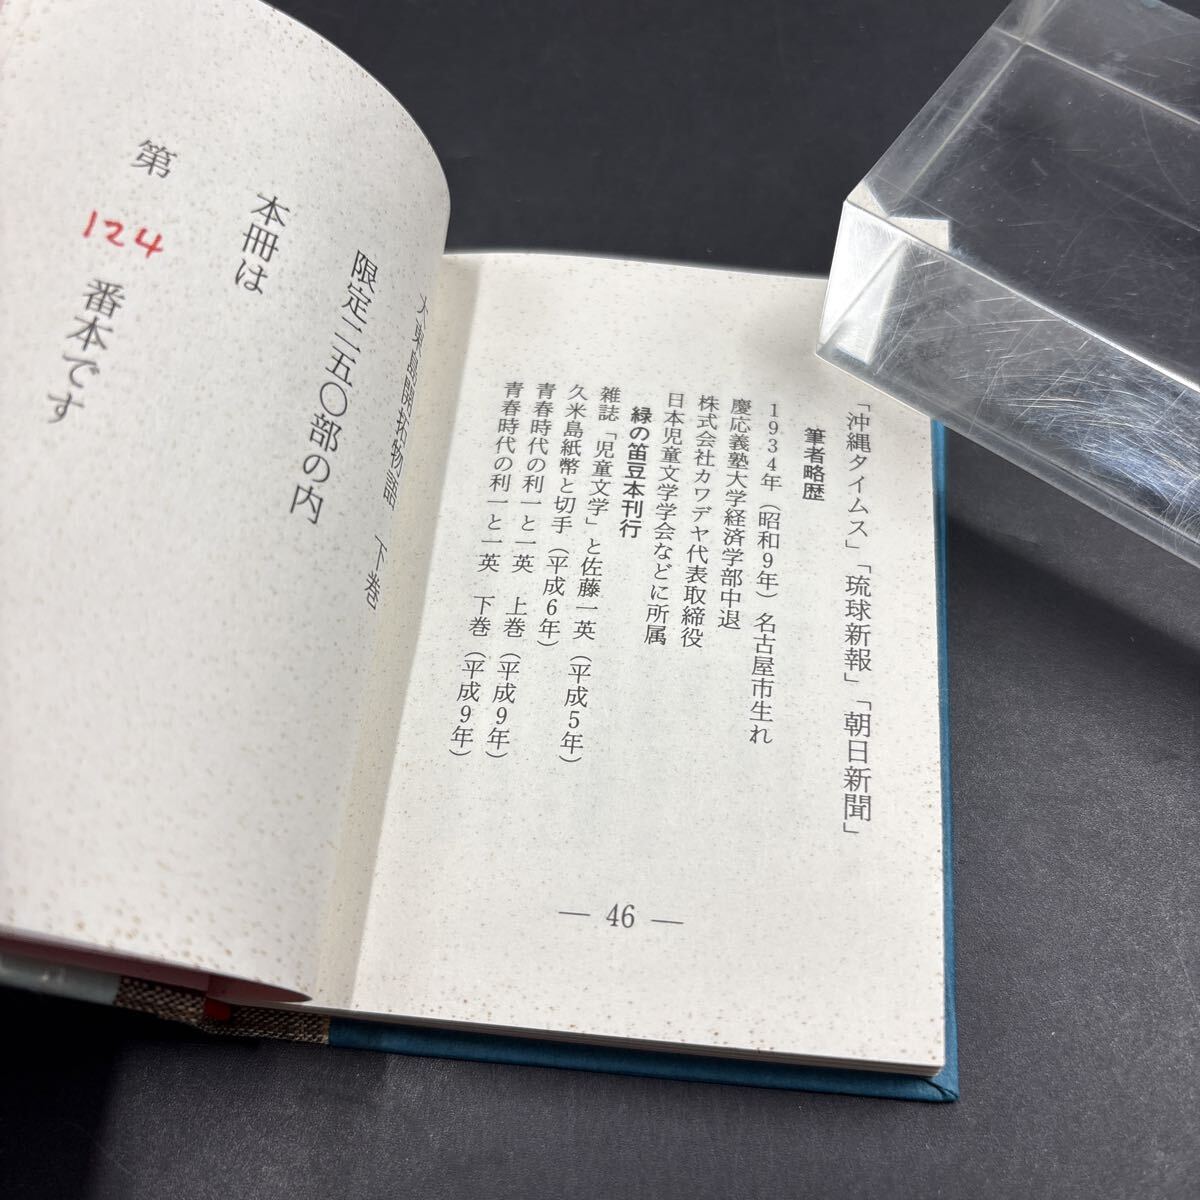 「沖縄タイムス」「琉球新報」「朝日新聞」
筆者略歴
1934年（昭和9年）名古屋市生れ
慶応義塾大学経済学部中退
株式会社カワデヤ代表取締役
日本児童文学学会などに所属
緑の笛豆本刊行
雑誌「児童文学」と佐藤一英（平成5年）
久米島紙幣と切手（平成6年）
青春時代の利一と一英　上巻（平成9年）
青春時代の利一と一英　下巻（平成9年）
― 46 ―
大東島開拓物語　下巻
限定二五〇部の内
本冊は
第 124 番本です